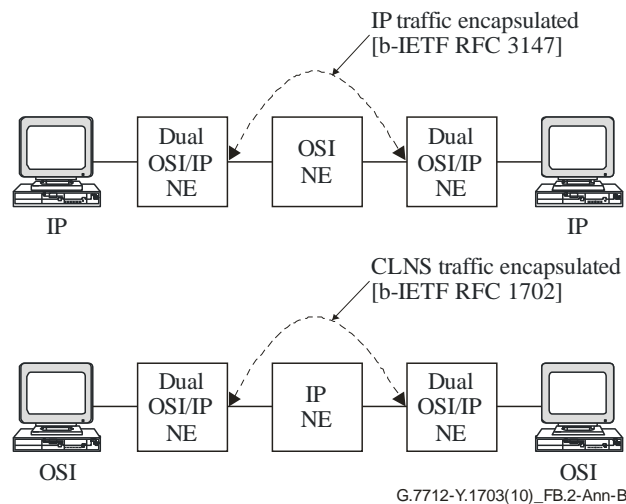 IP traffic encapsulated
[b-IETF RFC 3147]
Dual
OSI/IP
NE
OSI
NE
Dual
OSI/IP
NE
IP
IP
CLNS traffic encapsulated
[b-IETF RFC 1702]
Dual
OSI/IP
NE
IP
NE
Dual
OSI/IP
NE
OSI
OSI
G.7712-Y.1703(10)_FB.2-Ann-B